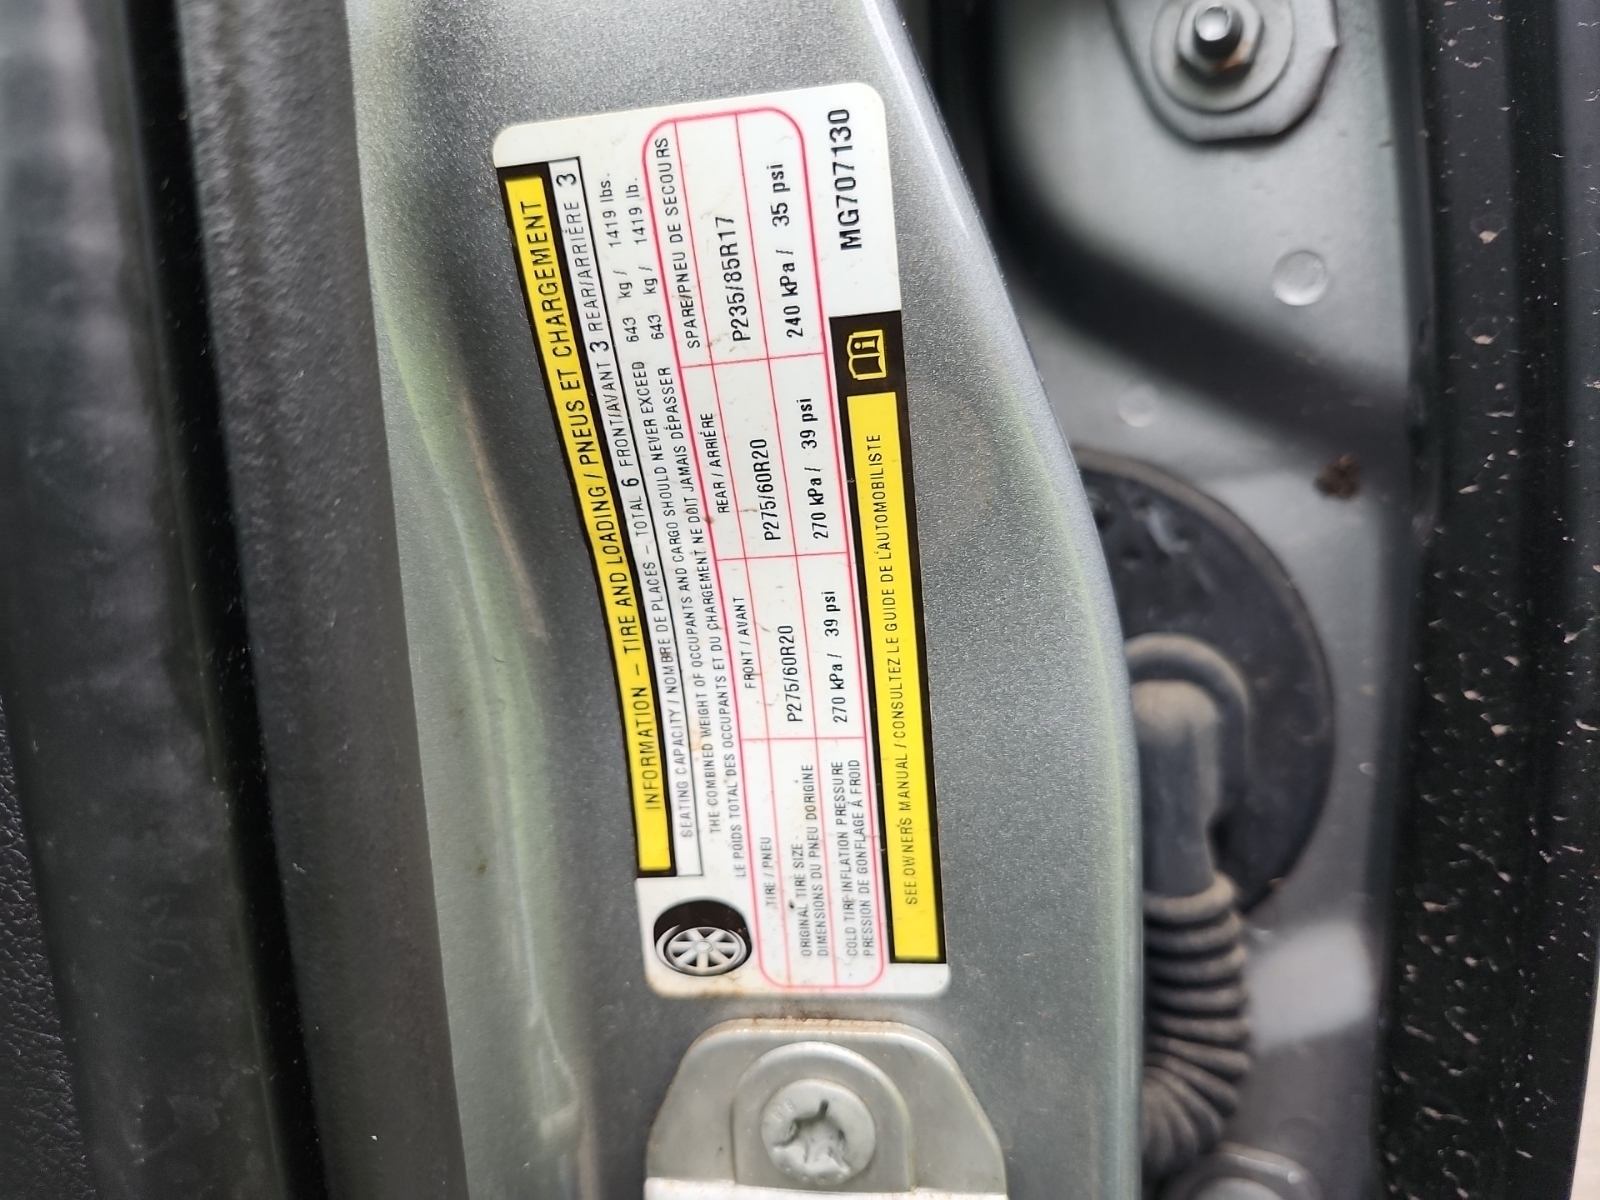 INFORMATION – TIRE AND LOADING / PNEUS ET CHARGEMENT
SEATING CAPACITY / NOMBRE DE PLACES – TOTAL 6 FRONT/AVANT 3 REAR/ARRIÈRE 3
THE COMBINED WEIGHT OF OCCUPANTS AND CARGO SHOULD NEVER EXCEED 643 kg / 1419 lbs.
LE POIDS TOTAL DES OCCUPANTS ET DU CHARGEMENT NE DOIT JAMAIS DÉPASSER 643 kg / 1419 lb.
TIRE / PNEU FRONT / AVANT REAR / ARRIÉRE SPARE/PNEU DE SECOURS
ORIGINAL TIRE SIZE
DIMENSIONS DU PNEU DORIGINE P275/60R20 P275/60R20 P235/85R17
COLD TIRE INFLATION PRESSURE
PRESSION DE GONFLAGE Á FROID 270 kPa / 39 psi 270 kPa / 39 psi 240 kPa / 35 psi
SEE OWNER'S MANUAL / CONSULTEZ LE GUIDE DE L'AUTOMOBILISTE
MG707130